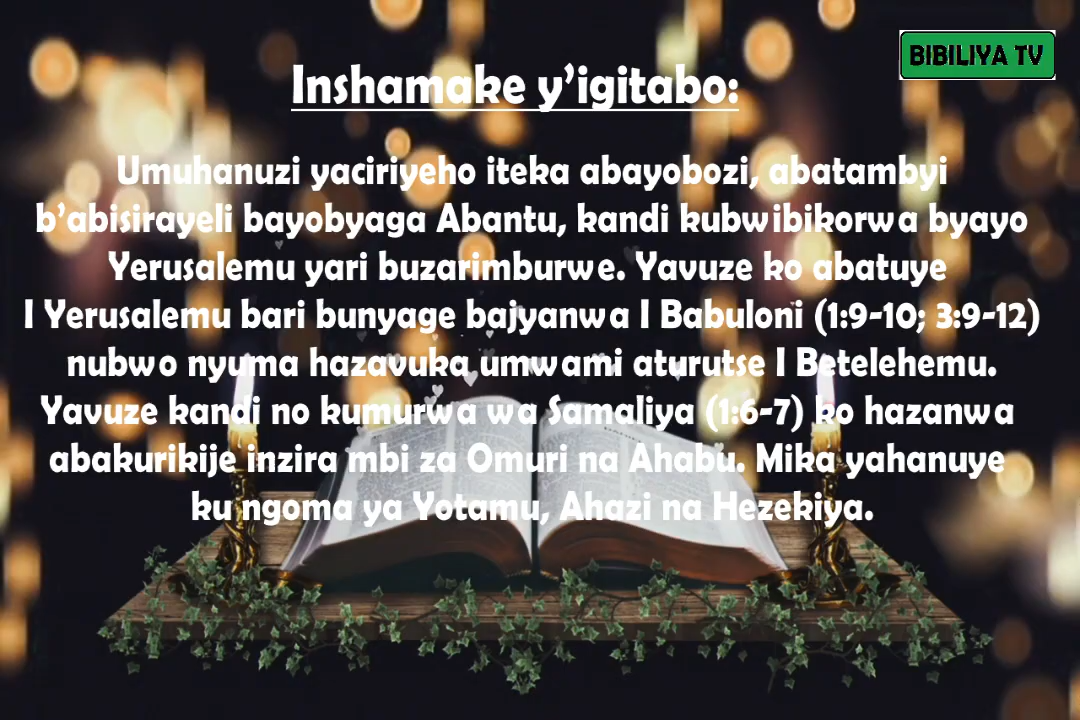 BIBILIYA TV
Inshamake y’igitabo:
Umuhanuzi yaciriyeho iteka abayobozi, abatambyi
b’abisirayeli bayobyaga Abantu, kandi kubwibikorwa byayo
Yerusalemu yari buzarimburwe. Yavuze ko abatuye
I Yerusalemu bari bunyage bajyanwa I Babuloni (1:9-10; 3:9-12)
nubwo nyuma hazavuka umwami aturutse I Betelehemu.
Yavuze kandi no kumurwa wa Samaliya (1:6-7) ko hazanwa
abakurikije inzira mbi za Omuri na Ahabu. Mika yahanuye
ku ngoma ya Yotamu, Ahazi na Hezekiya.